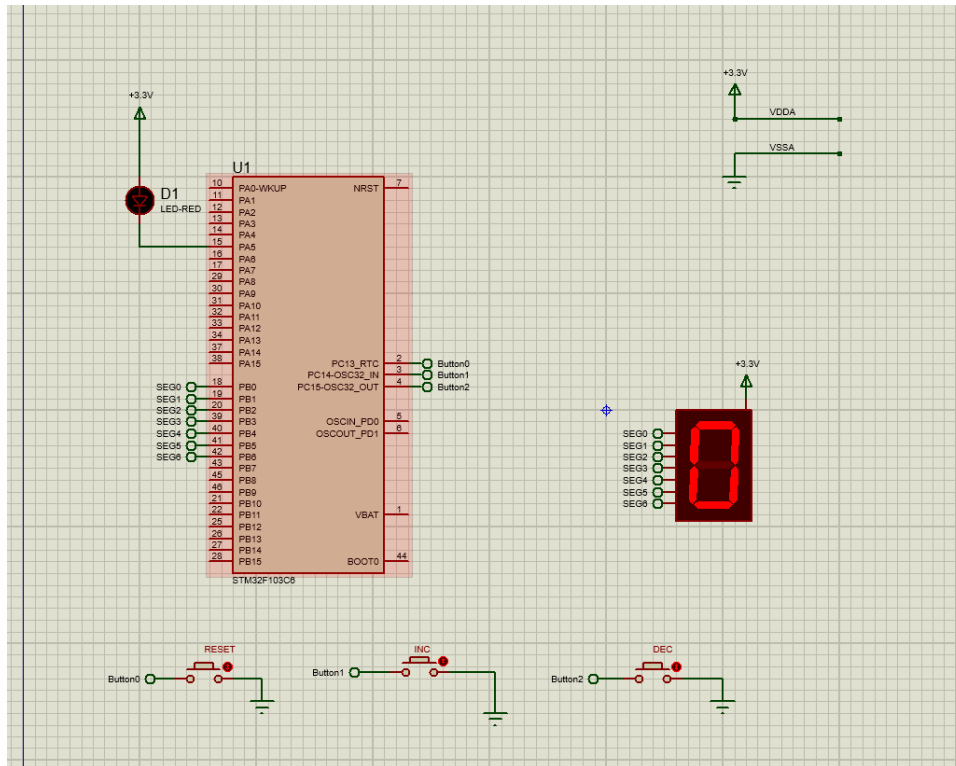 +3.3V
+3.3V
VDDA
VSSA
U1
D1
LED-RED
10 PA0-WKUP NRST 7
11 PA1
12 PA2
13 PA3
14 PA4
15 PA5
16 PA6
17 PA7
29 PA8
30 PA9
31 PA10
32 PA11
33 PA12
34 PA13
37 PA14
38 PA15
PC13_RTC 2 Button0
PC14-OSC32_IN 3 Button1
PC15-OSC32_OUT 4 Button2
SEG0 18 PB0
SEG1 19 PB1
SEG2 20 PB2
SEG3 39 PB3
SEG4 40 PB4
SEG5 41 PB5
SEG6 42 PB6
43 PB7
45 PB8
46 PB9
21 PB10
22 PB11
25 PB12
26 PB13
27 PB14
28 PB15
OSCIN_PD0 5
OSCOUT_PD1 6
VBAT 1
BOOT0 44
STM32F103C6
+3.3V
SEG0
SEG1
SEG2
SEG3
SEG4
SEG5
SEG6
0
RESET
Button0
INC
Button1
DEC
Button2